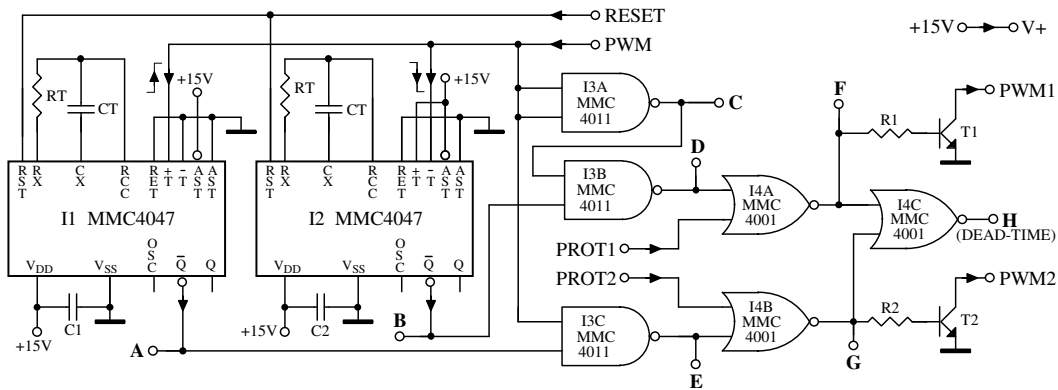 RESET
PWM
+15V V+
+15V
+15V
RT
CT
RT
CT
I3A
MMC
4011
C
F
R1
T1
PWM1
D
RST
RX
CX
RCC
RET
+T
-T
AST
AST
RST
RX
CX
RCC
RET
+T
-T
AST
AST
I1 MMC4047
I2 MMC4047
I3B
MMC
4011
I4A
MMC
4001
I4C
MMC
4001
H
(DEAD-TIME)
PROT1
PROT2
VDD
VSS
OSC
Q̅
Q
VDD
VSS
OSC
Q̅
Q
C1
C2
+15V
+15V
A
B
I3C
MMC
4011
I4B
MMC
4001
R2
T2
PWM2
E
G